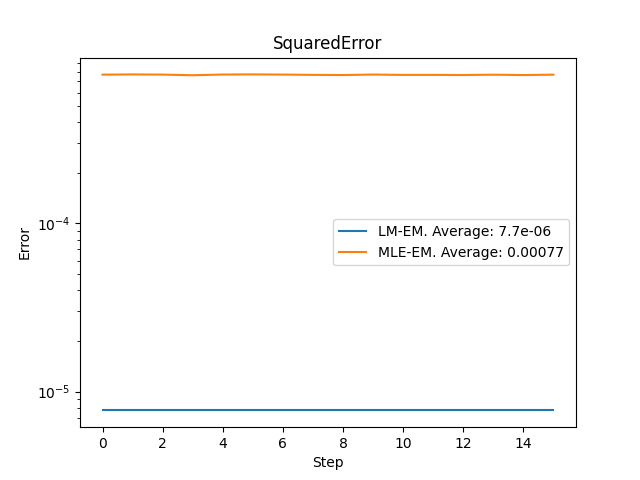 SquaredError
Error
10^-4
10^-5
LM-EM. Average: 7.7e-06
MLE-EM. Average: 0.00077
0 2 4 6 8 10 12 14
Step